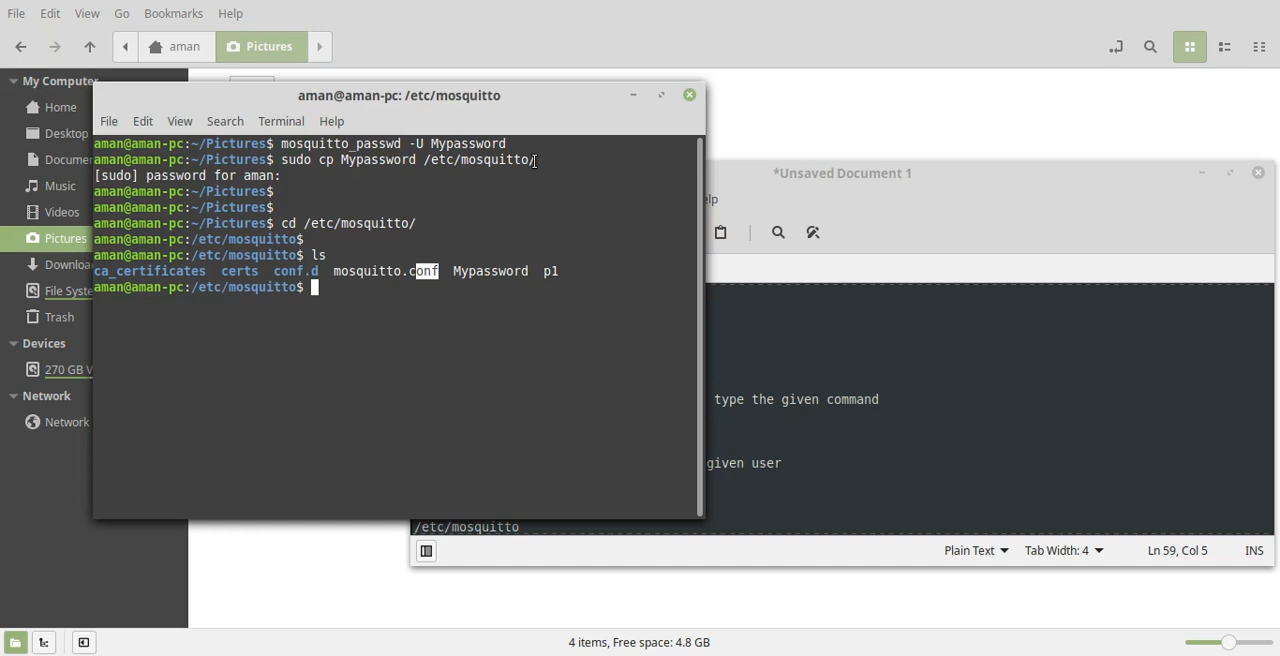 File Edit View Go Bookmarks Help
aman Pictures
My Computer
Home
Desktop
Documen
Music
Videos
Pictures
Downloa
File Syste
Trash
Devices
270 GB V
Network
Network
aman@aman-pc: /etc/mosquitto
File Edit View Search Terminal Help
aman@aman-pc:~/Pictures$ mosquitto_passwd -U Mypassword
aman@aman-pc:~/Pictures$ sudo cp Mypassword /etc/mosquitto/
[sudo] password for aman:
aman@aman-pc:~/Pictures$
aman@aman-pc:~/Pictures$
aman@aman-pc:~/Pictures$ cd /etc/mosquitto/
aman@aman-pc:/etc/mosquitto$
aman@aman-pc:/etc/mosquitto$ ls
ca_certificates certs conf.d mosquitto.conf Mypassword p1
aman@aman-pc:/etc/mosquitto$
*Unsaved Document 1
lp
type the given command
given user
/etc/mosquitto
Plain Text Tab Width: 4 Ln 59, Col 5 INS
4 items, Free space: 4.8 GB